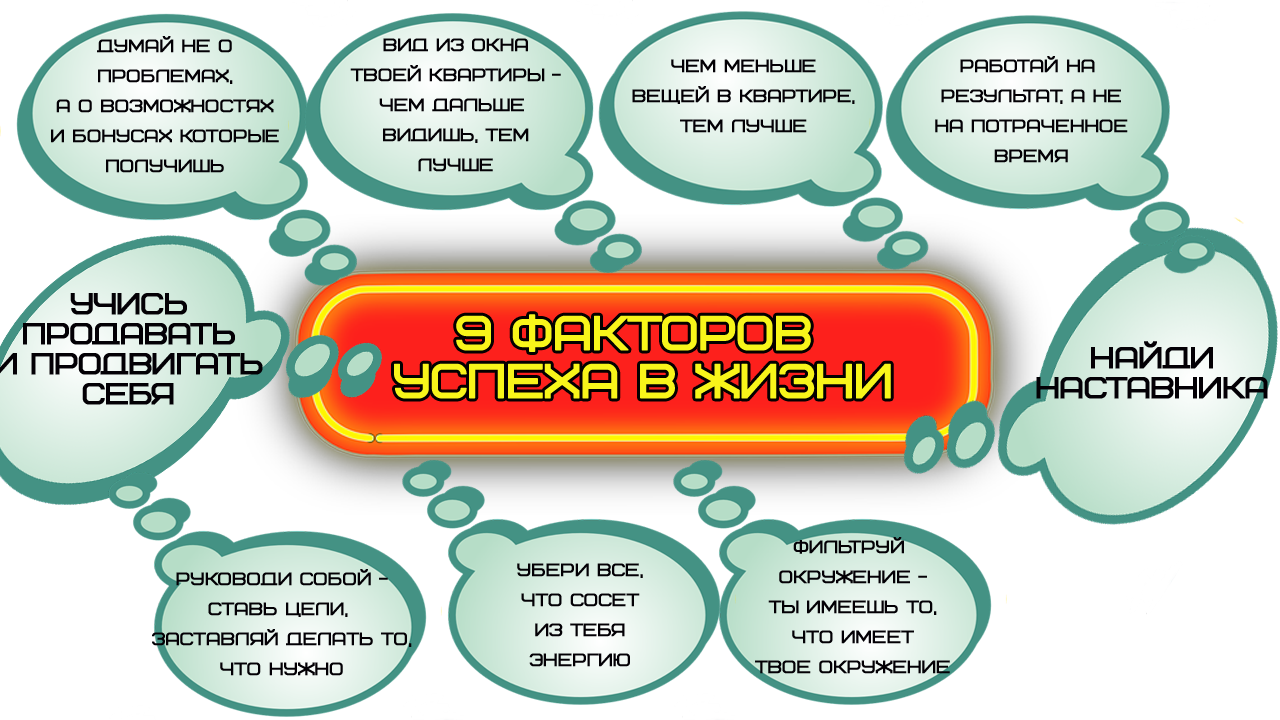 ДУМАЙ НЕ О
ПРОБЛЕМАХ,
А О ВОЗМОЖНОСТЯХ
И БОНУСАХ КОТОРЫЕ
ПОЛУЧИШЬ
ВИД ИЗ ОКНА
ТВОЕЙ КВАРТИРЫ -
ЧЕМ ДАЛЬШЕ
ВИДИШЬ, ТЕМ
ЛУЧШЕ
ЧЕМ МЕНЬШЕ
ВЕЩЕЙ В КВАРТИРЕ,
ТЕМ ЛУЧШЕ
РАБОТАЙ НА
РЕЗУЛЬТАТ, А НЕ
НА ПОТРАЧЕННОЕ
ВРЕМЯ
УЧИСЬ
ПРОДАВАТЬ
И ПРОДВИГАТЬ
СЕБЯ
9 ФАКТОРОВ
УСПЕХА В ЖИЗНИ
НАЙДИ
НАСТАВНИКА
РУКОВОДИ СОБОЙ -
СТАВЬ ЦЕЛИ,
ЗАСТАВЛЯЙ ДЕЛАТЬ ТО,
ЧТО НУЖНО
УБЕРИ ВСЕ,
ЧТО СОСЕТ
ИЗ ТЕБЯ
ЭНЕРГИЮ
ФИЛЬТРУЙ
ОКРУЖЕНИЕ -
ТЫ ИМЕЕШЬ ТО,
ЧТО ИМЕЕТ
ТВОЕ ОКРУЖЕНИЕ